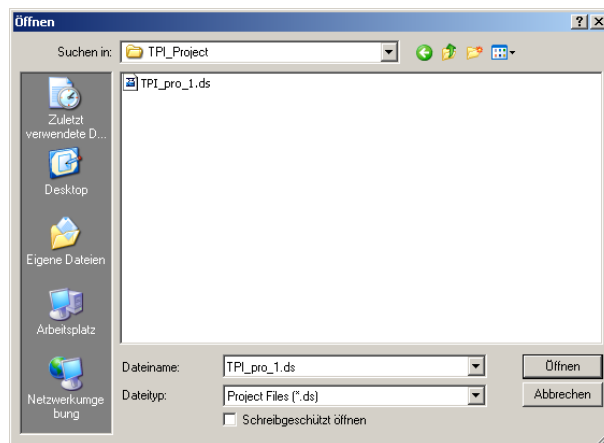 Öffnen
Suchen in:
TPI_Project
TPI_pro_1.ds
Zuletzt
verwendete D...
Desktop
Eigene Dateien
Arbeitsplatz
Netzwerkumge
bung
Dateiname:
TPI_pro_1.ds
Öffnen
Dateityp:
Project Files (*.ds)
Abbrechen
Schreibgeschützt öffnen